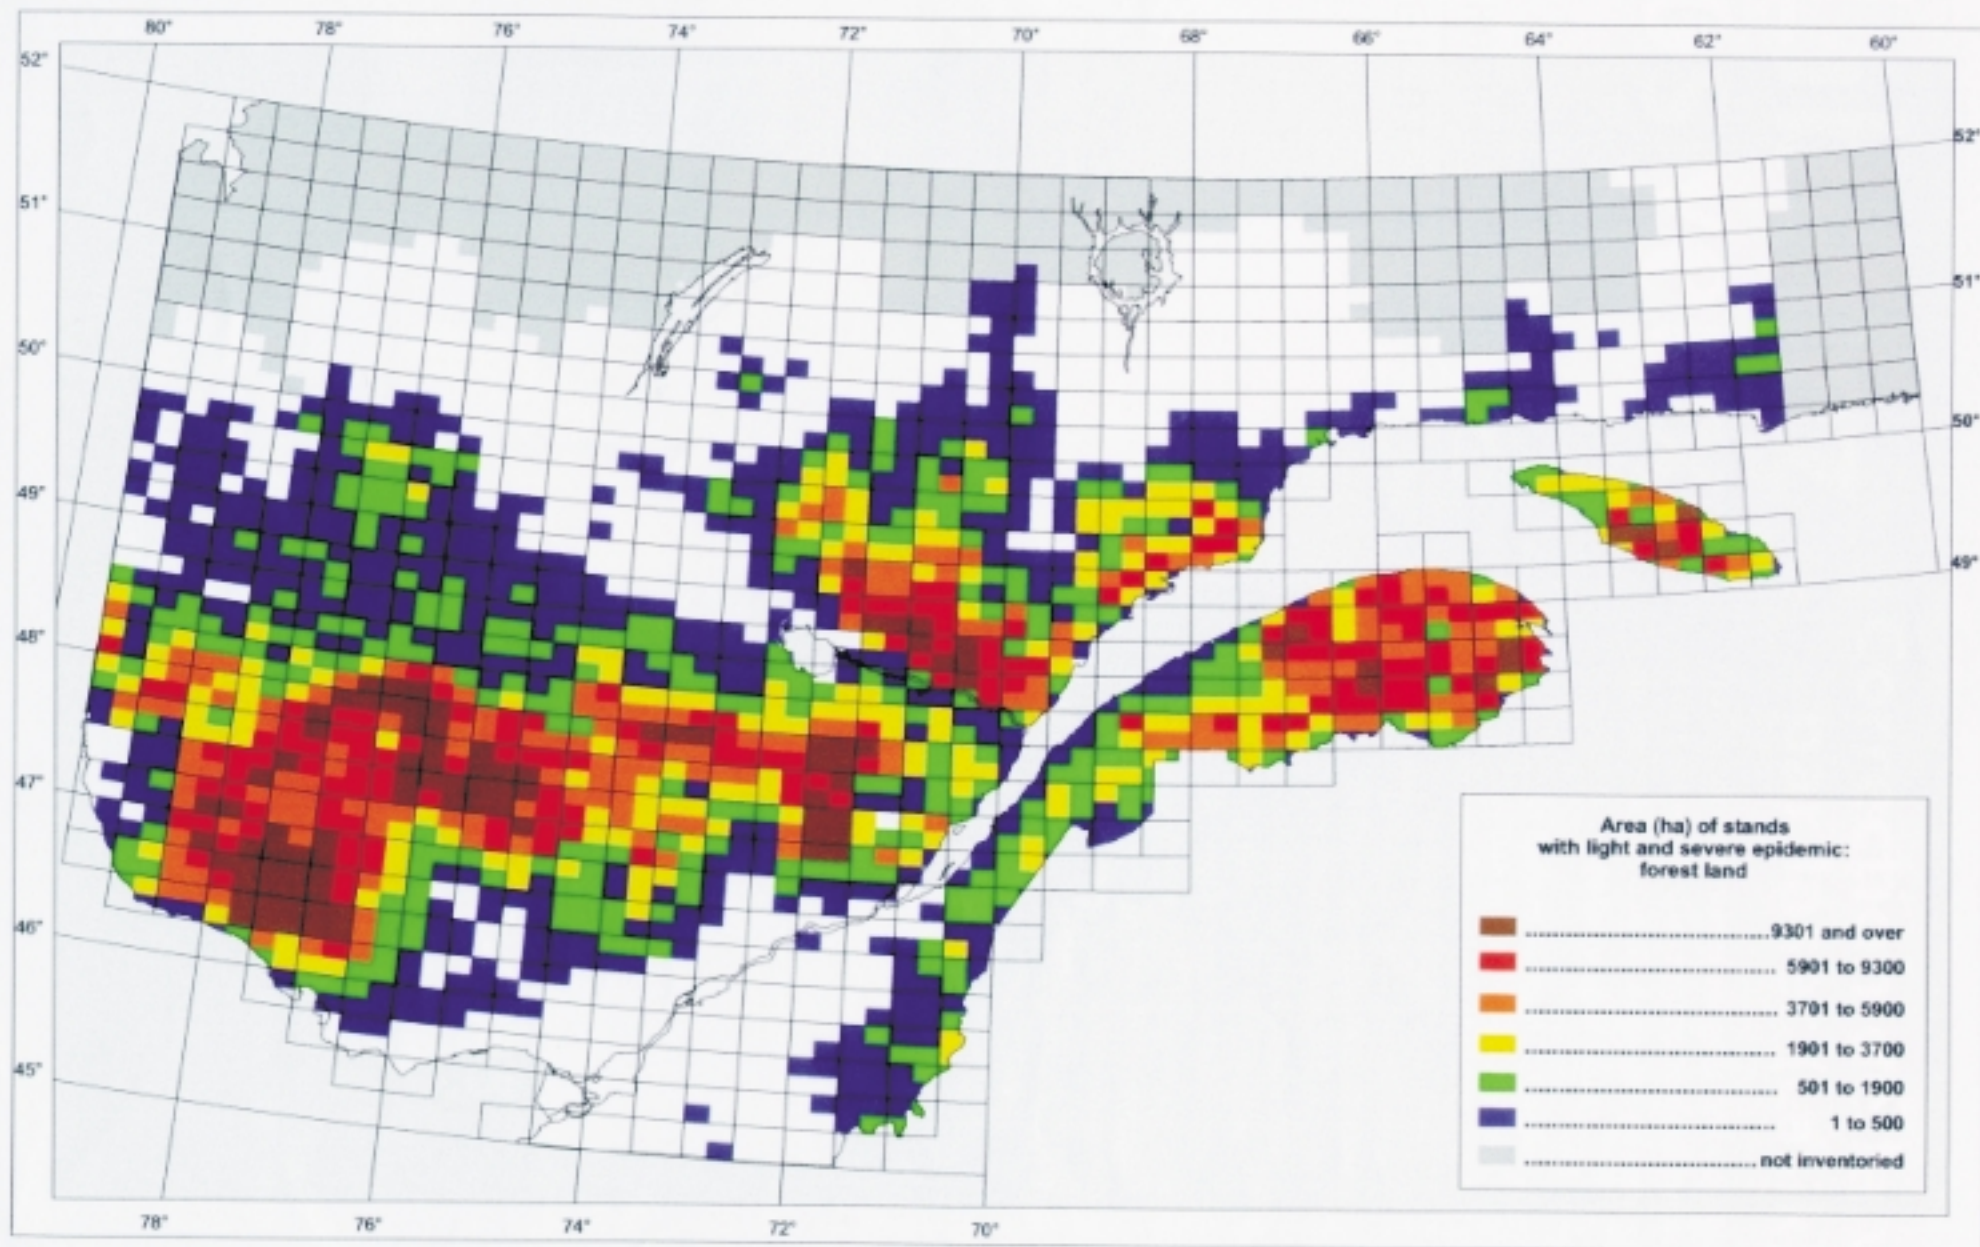 80° 78° 76° 74° 72° 70° 68° 66° 64° 62° 60°
52°
52°
51°
51°
50°
50°
49°
49°
48°
47°
46°
45°
78° 76° 74° 72° 70°
Area (ha) of stands
with light and severe epidemic:
forest land
9301 and over
5901 to 9300
3701 to 5900
1901 to 3700
501 to 1900
1 to 500
not inventoried